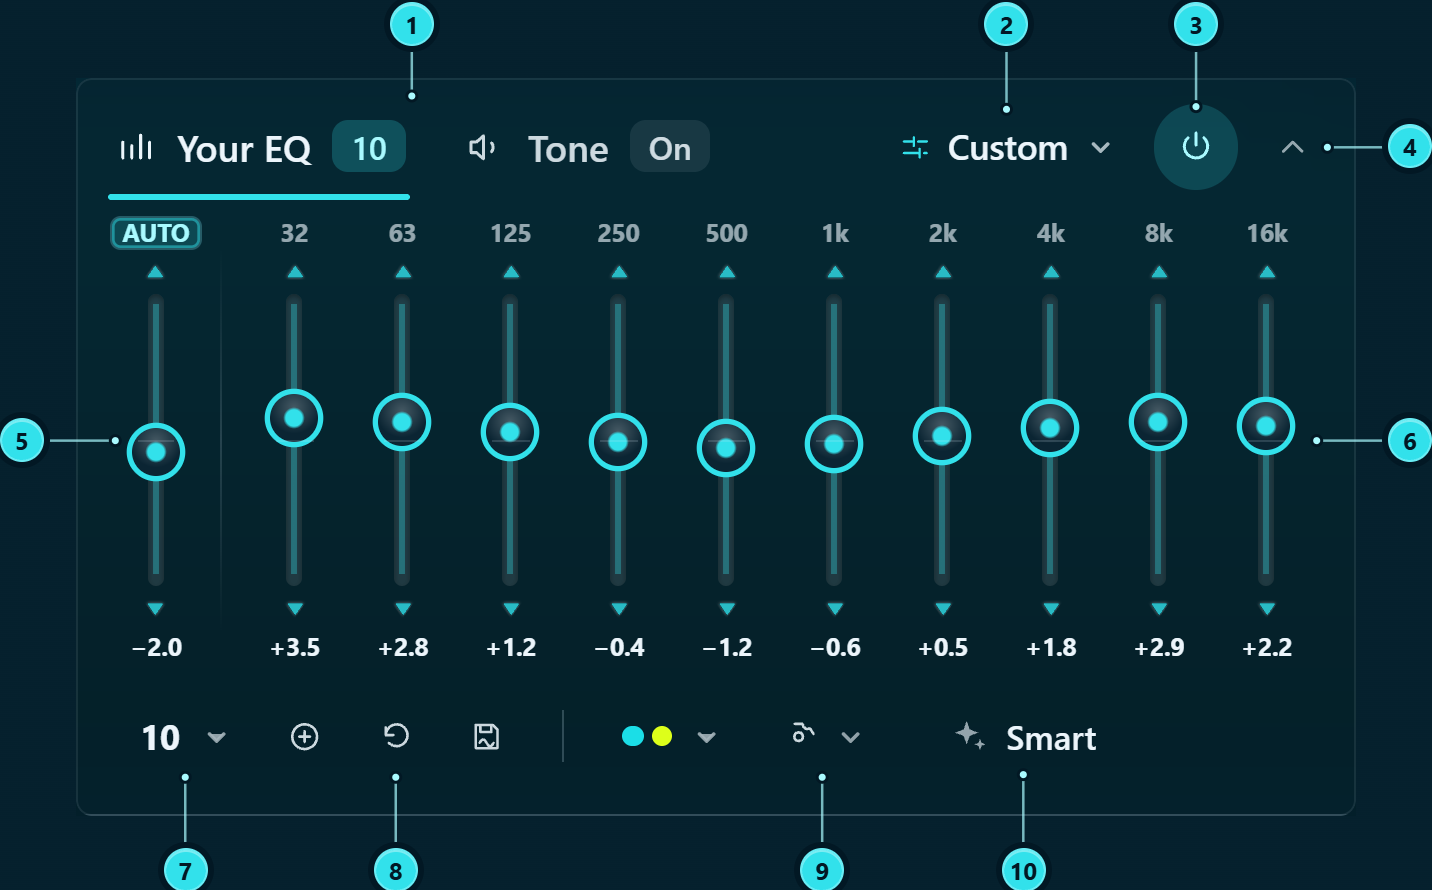 1 2 3
Your EQ 10 Tone On Custom 4
AUTO 32 63 125 250 500 1k 2k 4k 8k 16k
5 6
−2.0 +3.5 +2.8 +1.2 −0.4 −1.2 −0.6 +0.5 +1.8 +2.9 +2.2
10 Smart
7 8 9 10